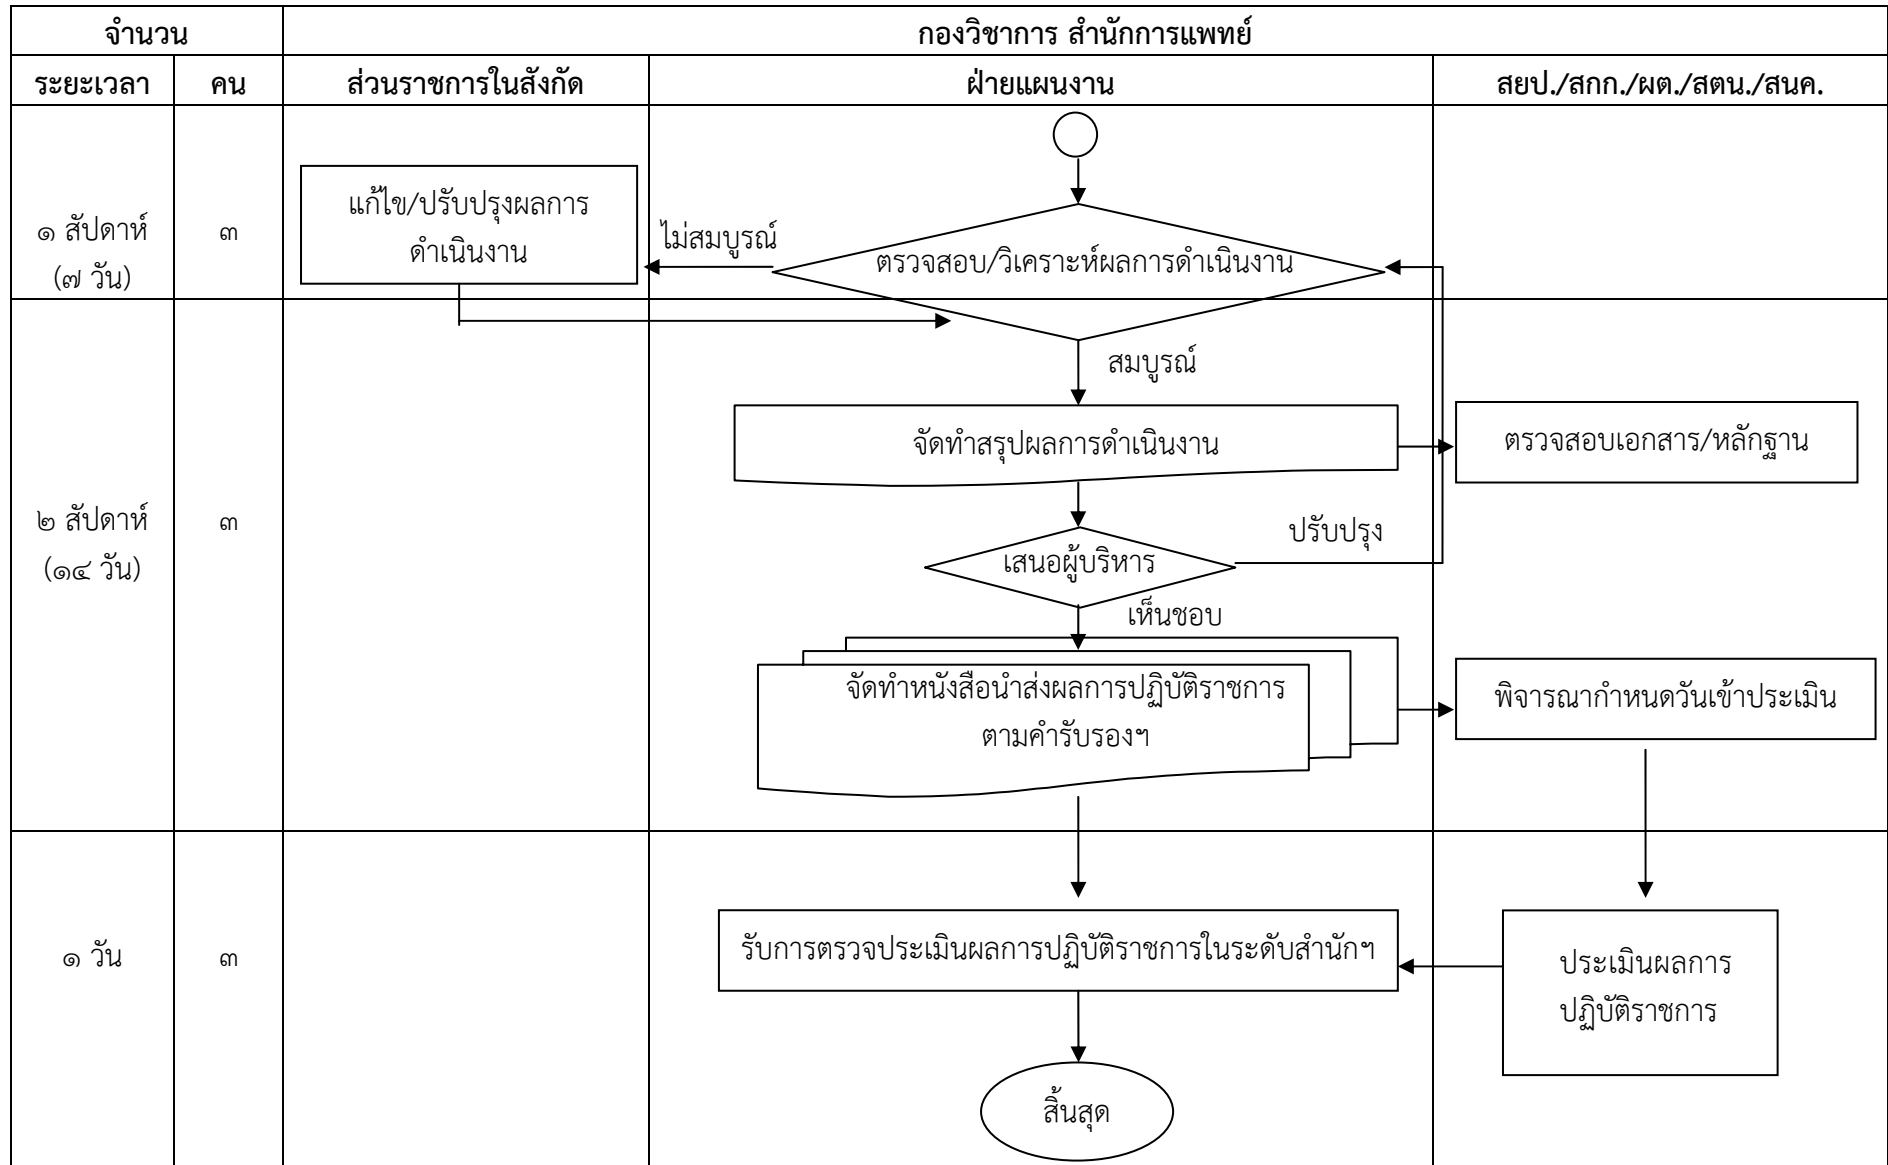 จำนวน
กองวิชาการ สำนักการแพทย์
ระยะเวลา
คน
ส่วนราชการในสังกัด
ฝ่ายแผนงาน
สยป./สกก./ผต./สตน./สนค.
๑ สัปดาห์
(๗ วัน)
๓
แก้ไข/ปรับปรุงผลการ
ดำเนินงาน
ไม่สมบูรณ์
ตรวจสอบ/วิเคราะห์ผลการดำเนินงาน
สมบูรณ์
๒ สัปดาห์
(๑๔ วัน)
๓
จัดทำสรุปผลการดำเนินงาน
ตรวจสอบเอกสาร/หลักฐาน
ปรับปรุง
เสนอผู้บริหาร
เห็นชอบ
จัดทำหนังสือนำส่งผลการปฏิบัติราชการ
ตามคำรับรองฯ
พิจารณากำหนดวันเข้าประเมิน
๑ วัน
๓
รับการตรวจประเมินผลการปฏิบัติราชการในระดับสำนักฯ
ประเมินผลการ
ปฏิบัติราชการ
สิ้นสุด